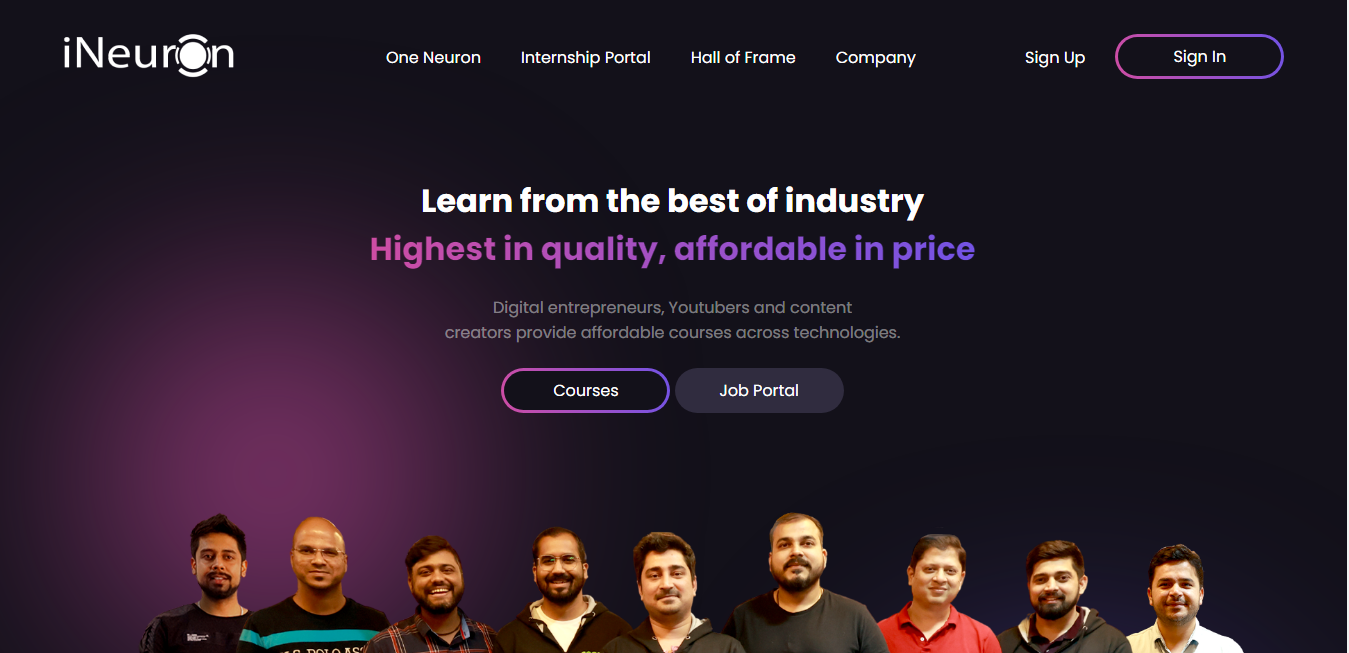 iNeuron
One Neuron
Internship Portal
Hall of Frame
Company
Sign Up
Sign In
Learn from the best of industry
Highest in quality, affordable in price
Digital entrepreneurs, Youtubers and content
creators provide affordable courses across technologies.
Courses
Job Portal